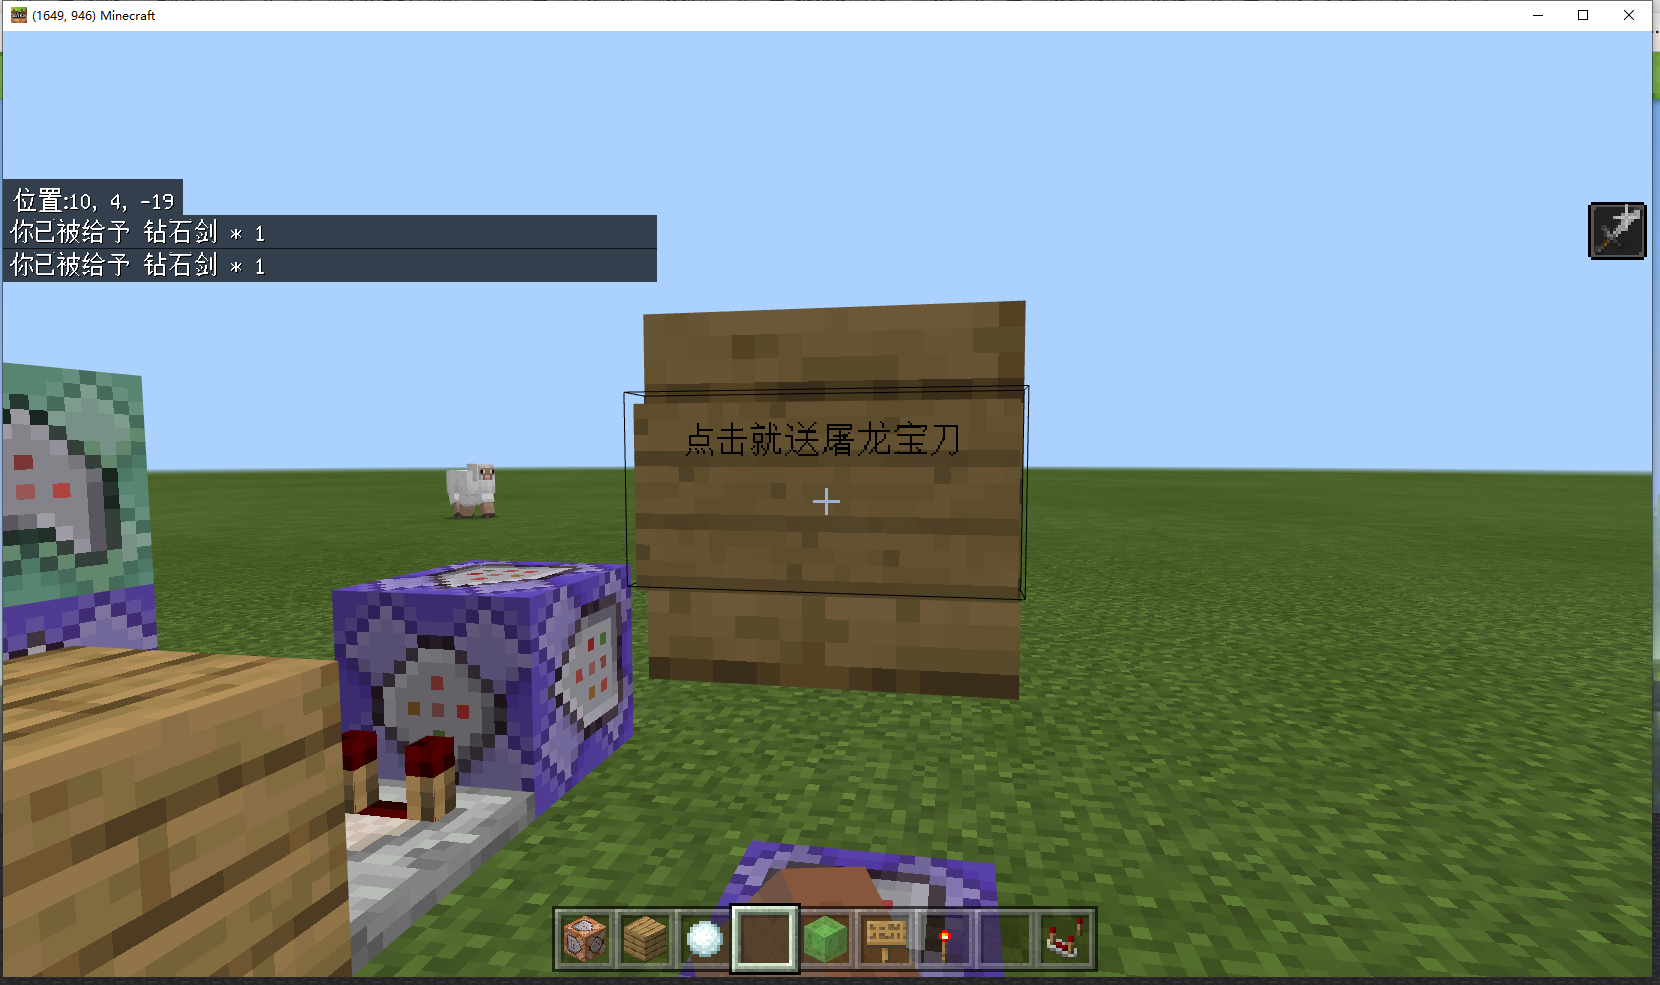 (1649, 946) Minecraft
位置:10, 4, -19
你已被给予 钻石剑 * 1
你已被给予 钻石剑 * 1
点击就送屠龙宝刀